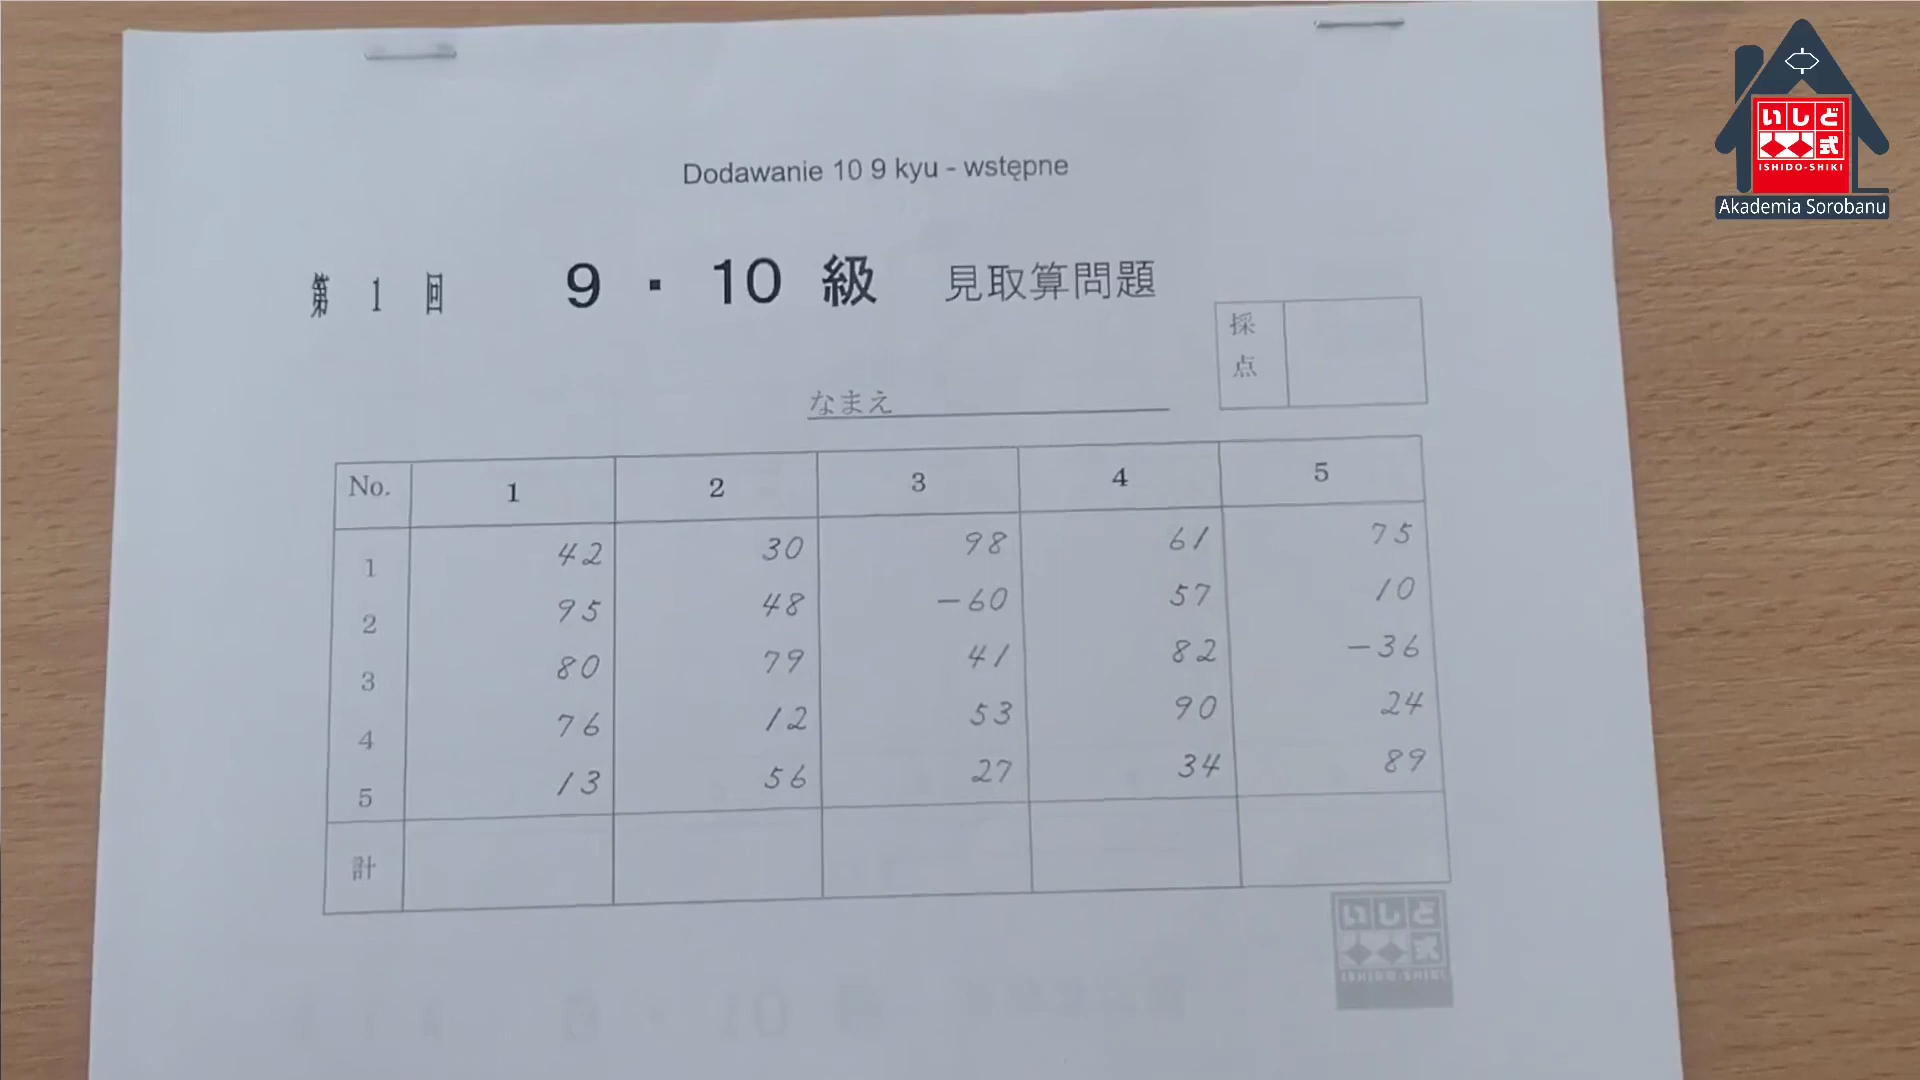 いしど
式
ISHIDO-SHIKI
Akademia Sorobanu
Dodawanie 10 9 kyu - wstępne
第 1 回 9 ・ 10 級 見取算問題
採点
なまえ
No. 1 2 3 4 5
1 42 30 98 61 75
2 95 48 -60 57 10
3 80 79 41 82 -36
4 76 12 53 90 24
5 13 56 27 34 89
計
いしど
式
ISHIDO-SHIKI